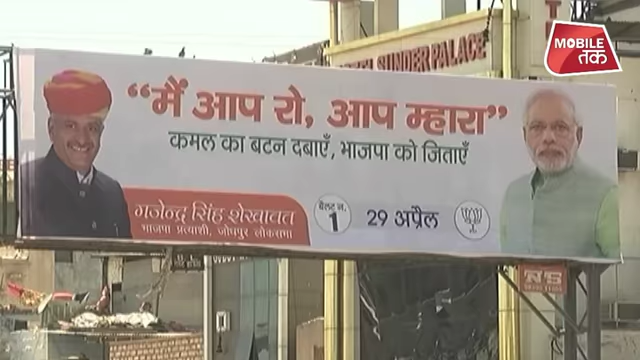 MOBILE
तक
SUNDER PALACE
“मैं आप रो, आप म्हारा”
कमल का बटन दबाएँ, भाजपा को जिताएँ
गजेन्द्र सिंह शेखावत
भाजपा प्रत्याशी, जोधपुर लोकसभा
बैलेट न.
1
29 अप्रैल